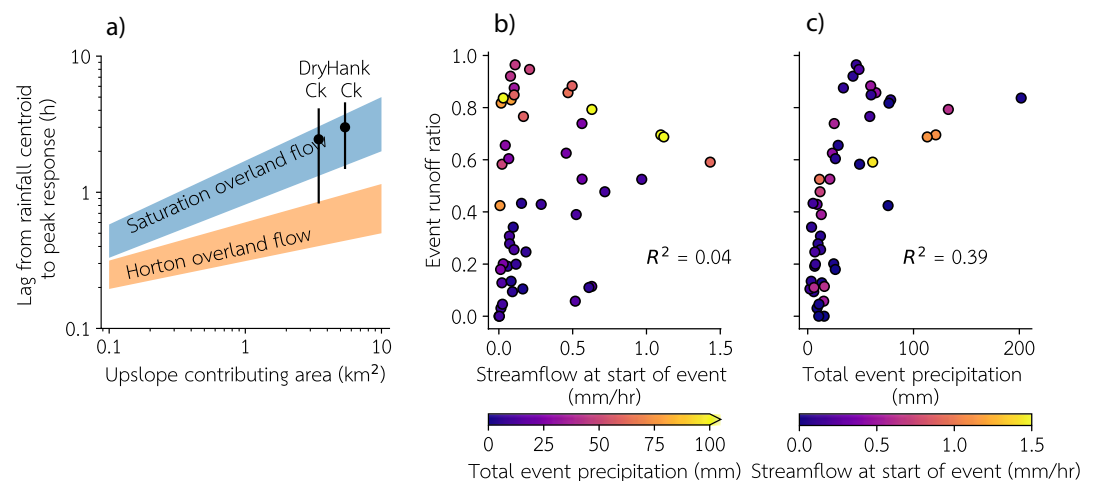 a)
Lag from rainfall centroid
to peak response (h)
10
1
0.1
DryHank
Ck Ck
Saturation overland flow
Horton overland flow
0.1 1 10
Upslope contributing area (km²)
b)
Event runoff ratio
1.0
0.8
0.6
0.4
0.2
0.0
R² = 0.04
0.0 0.5 1.0 1.5
Streamflow at start of event
(mm/hr)
0 25 50 75 100
Total event precipitation (mm)
c)
R² = 0.39
0 100 200
Total event precipitation
(mm)
0.0 0.5 1.0 1.5
Streamflow at start of event (mm/hr)